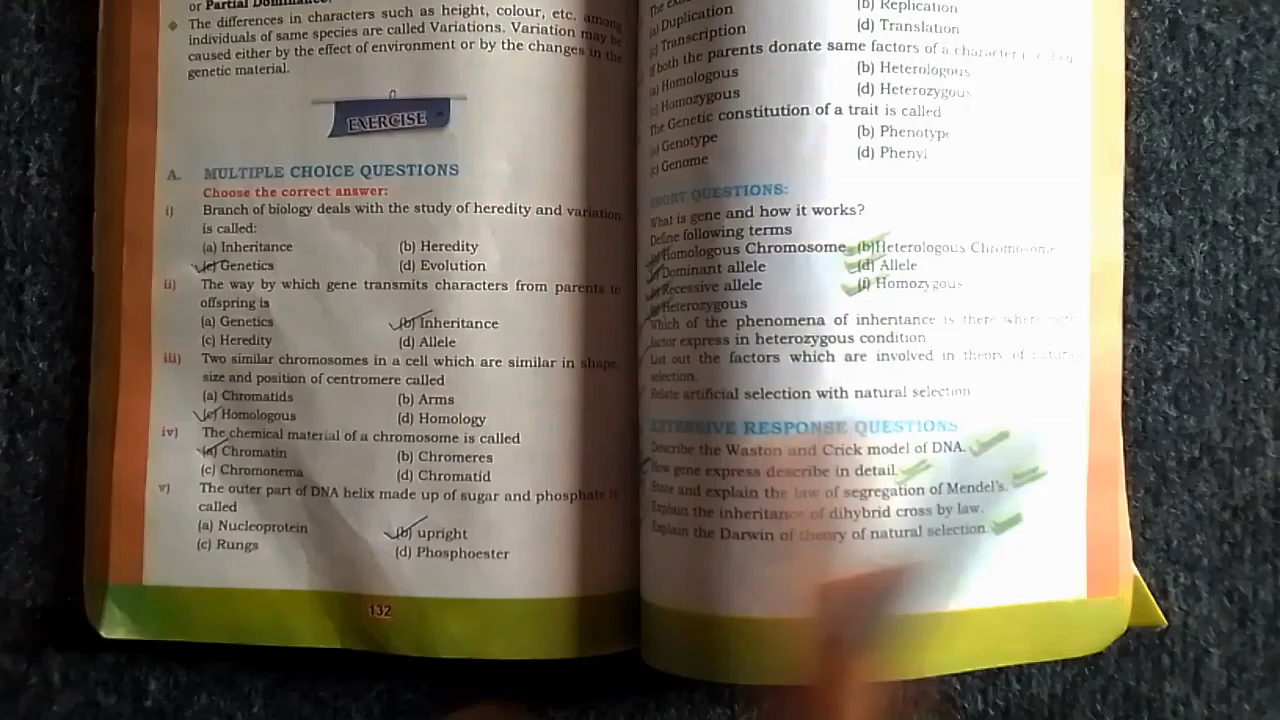 or Partial Dominance.
The differences in characters such as height, colour, etc. among
individuals of same species are called Variations. Variation may be
caused either by the effect of environment or by the changes in the
genetic material.
EXERCISE
A. MULTIPLE CHOICE QUESTIONS
Choose the correct answer:
i) Branch of biology deals with the study of heredity and variation
is called:
(a) Inheritance (b) Heredity
(c) Genetics (d) Evolution
ii) The way by which gene transmits characters from parents to
offspring is
(a) Genetics (b) Inheritance
(c) Heredity (d) Allele
iii) Two similar chromosomes in a cell which are similar in shape,
size and position of centromere called
(a) Chromatids (b) Arms
(c) Homologous (d) Homology
iv) The chemical material of a chromosome is called
(a) Chromatin (b) Chromeres
(c) Chromonema (d) Chromatid
v) The outer part of DNA helix made up of sugar and phosphate is
called
(a) Nucleoprotein (b) upright
(c) Rungs (d) Phosphoester
132
The
(a) Duplication (b) Replication
(c) Transcription (d) Translation
If both the parents donate same factors of a character
(a) Homologous (b) Heterologous
(c) Homozygous (d) Heterozygous
The Genetic constitution of a trait is called
(a) Genotype (b) Phenotype
(c) Genome (d) Phenyl
SHORT QUESTIONS:
What is gene and how it works?
Define following terms
Homologous Chromosome (b) Heterologous Chromosome
Dominant allele (d) Allele
Recessive allele (f) Homozygous
Heterozygous
Which of the phenomena of inheritance is there where both
factor express in heterozygous condition
List out the factors which are involved in theory of natural
selection.
Relate artificial selection with natural selection
EXTENSIVE RESPONSE QUESTIONS
Describe the Waston and Crick model of DNA.
How gene express describe in detail.
State and explain the law of segregation of Mendel's.
Explain the inheritance of dihybrid cross by law.
Explain the Darwin of theory of natural selection.